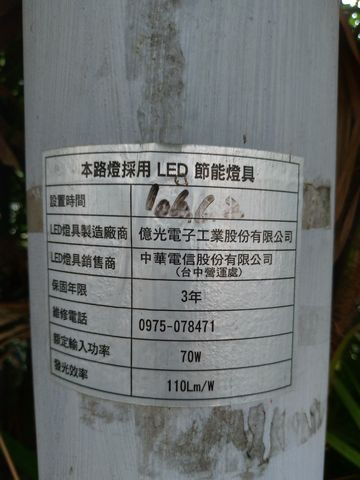 本路燈採用 LED 節能燈具
設置時間
LED燈具製造廠商 億光電子工業股份有限公司
LED燈具銷售商 中華電信股份有限公司
(台中營運處)
保固年限 3年
維修電話 0975-078471
額定輸入功率 70W
發光效率 110Lm/W